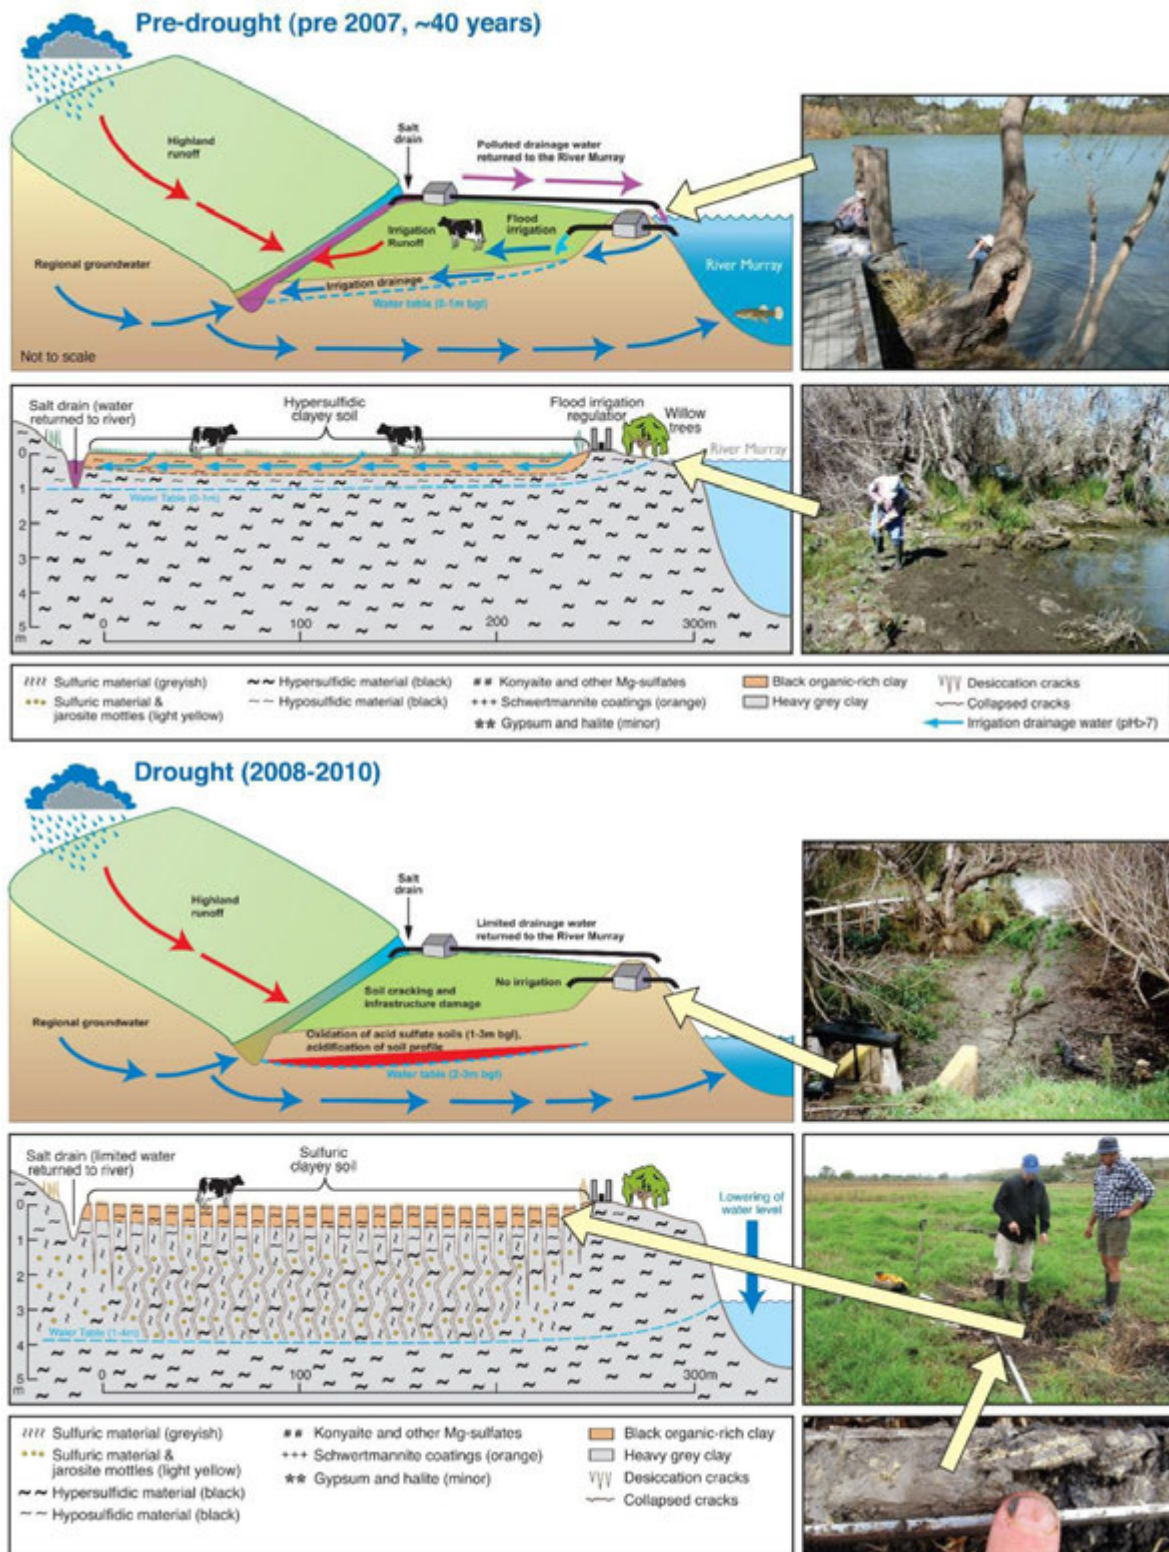 Pre-drought (pre 2007, ~40 years)
Highland
runoff
Salt
drain
Polluted drainage water
returned to the River Murray
Flood
irrigation
Irrigation
Runoff
Irrigation drainage
Water table (0-1m bgl)
Regional groundwater
River Murray
Not to scale
Salt drain (water
returned to river)
Hypersulfidic
clayey soil
Flood irrigation
regulator
Willow
trees
River Murray
Water Table (0-1m)
0
1
2
3
4
5
m
0
100
200
300m
Sulfuric material (greyish)
Sulfuric material &
jarosite mottles (light yellow)
Hypersulfidic material (black)
Hyposulfidic material (black)
Konyaite and other Mg-sulfates
Schwertmannite coatings (orange)
Gypsum and halite (minor)
Black organic-rich clay
Heavy grey clay
Desiccation cracks
Collapsed cracks
Irrigation drainage water (pH>7)
Drought (2008-2010)
Highland
runoff
Salt
drain
Limited drainage water
returned to the River Murray
No irrigation
Soil cracking and
infrastructure damage
Oxidation of acid sulfate soils (1-3m bgl),
acidification of soil profile
Water table (2-3m bgl)
Regional groundwater
Salt drain (limited water
returned to river)
Sulfuric
clayey soil
Lowering of
water level
Water Table (1-4m)
0
1
2
3
4
5
m
0
100
300m
Sulfuric material (greyish)
Sulfuric material &
jarosite mottles (light yellow)
Hypersulfidic material (black)
Hyposulfidic material (black)
Konyaite and other Mg-sulfates
Schwertmannite coatings (orange)
Gypsum and halite (minor)
Black organic-rich clay
Heavy grey clay
Desiccation cracks
Collapsed cracks